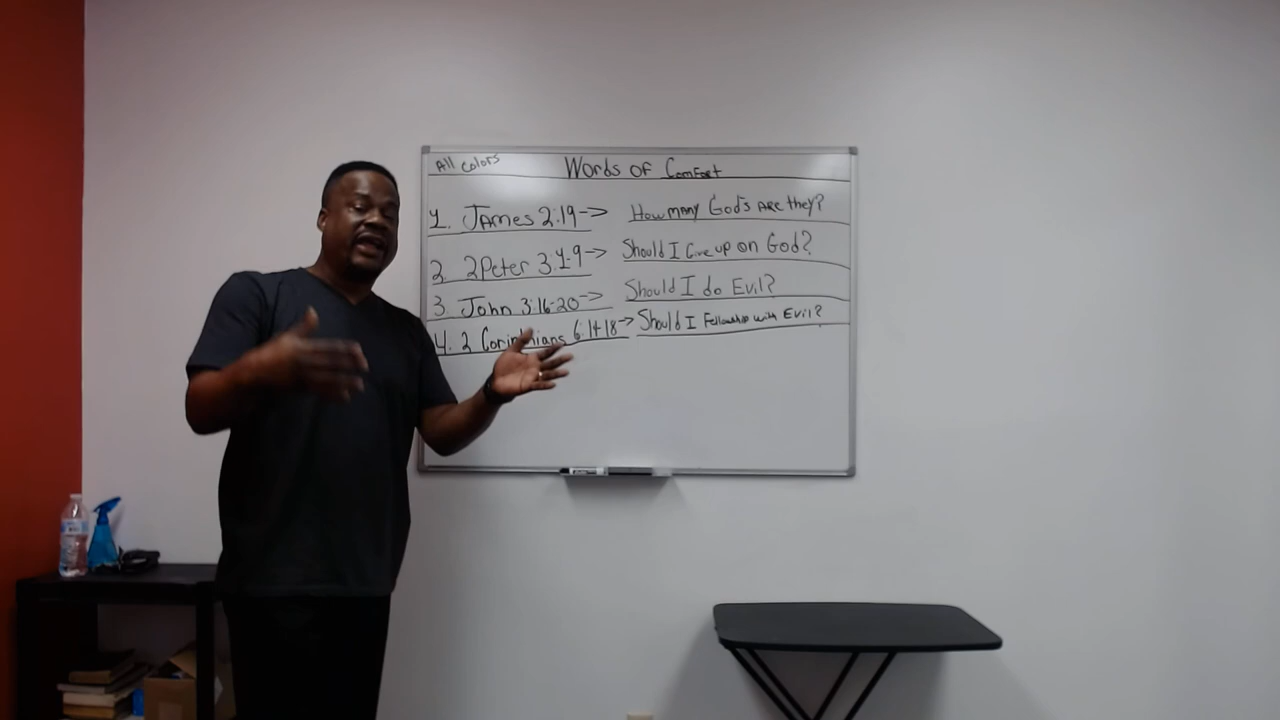 All Colors
Words of Comfort
1. James 2:19-> How many God's are they?
2. 2Peter 3:1-9-> Should I Give up on God?
3. John 3:16-20-> Should I do Evil?
4. 2 Corinthians 6:14-18-> Should I Fellowship with Evil?